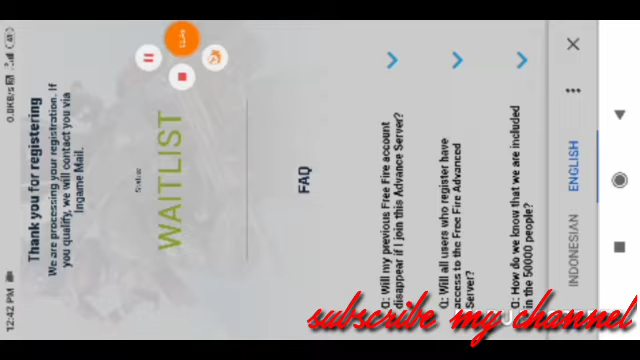 12:42 PM
0.0KB/s
Thank you for registering
We are processing your registration. If
you qualify, we will contact you via
Ingame Mail.
Status:
WAITLIST
FAQ
Q: Will my previous Free Fire account
disappear if I join this Advance Server?
Q: Will all users who register have
access to the Free Fire Advanced
Server?
Q: How do we know that we are included
in the 50000 people?
INDONESIAN
ENGLISH
subscribe my channel